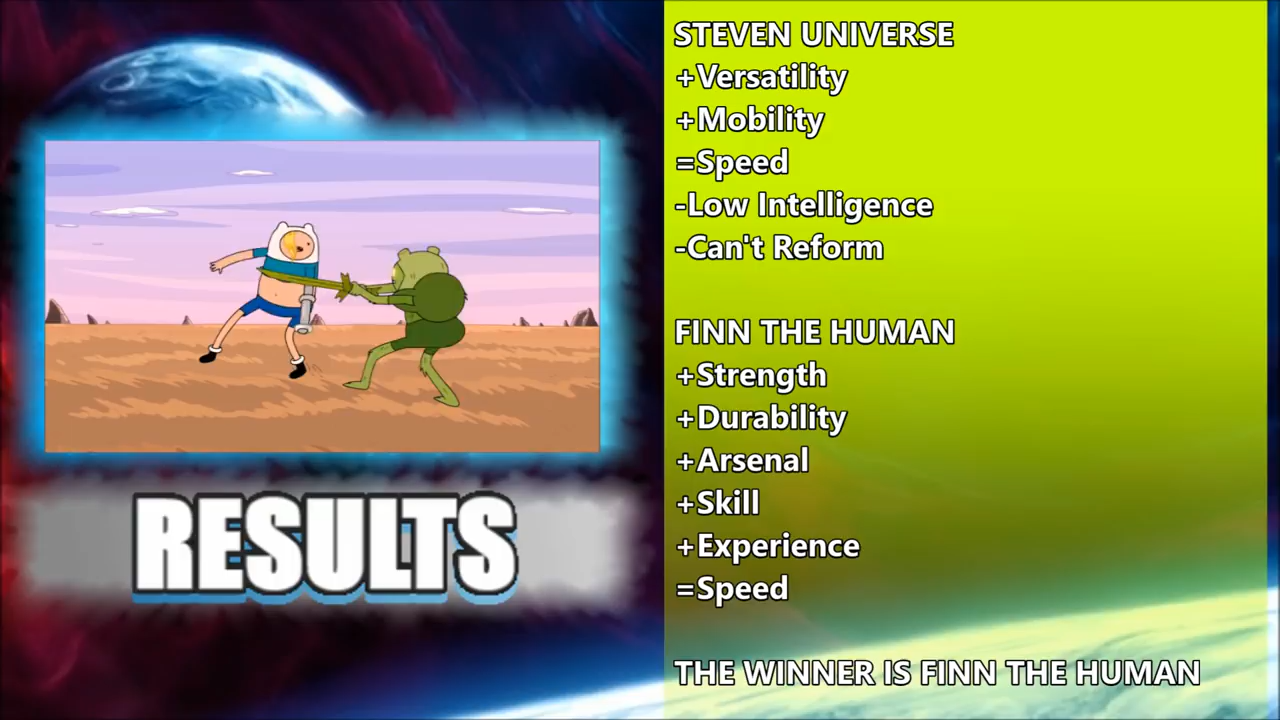 STEVEN UNIVERSE
+Versatility
+Mobility
=Speed
-Low Intelligence
-Can't Reform
FINN THE HUMAN
+Strength
+Durability
+Arsenal
+Skill
+Experience
=Speed
THE WINNER IS FINN THE HUMAN
RESULTS